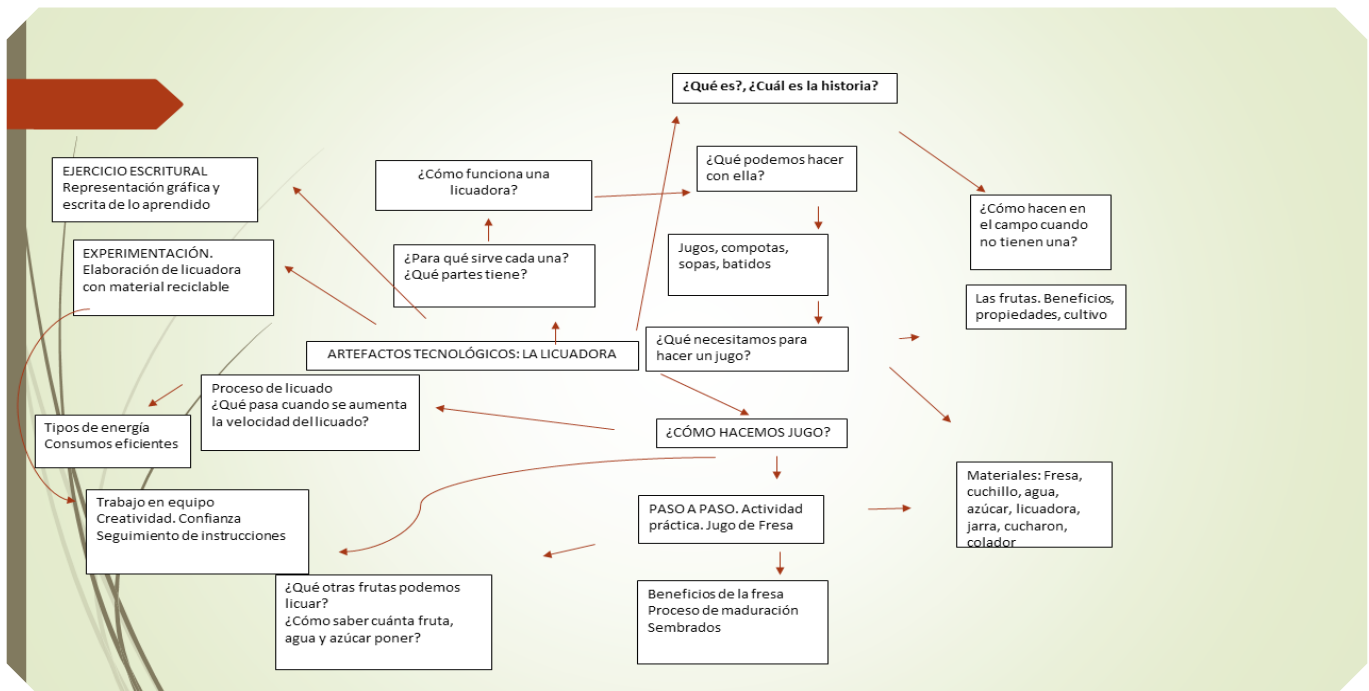 ¿Qué es?, ¿Cuál es la historia?
EJERCICIO ESCRITURAL
Representación gráfica y
escrita de lo aprendido
¿Cómo funciona una
licuadora?
¿Qué podemos hacer
con ella?
¿Cómo hacen en
el campo cuando
no tienen una?
EXPERIMENTACIÓN.
Elaboración de licuadora
con material reciclable
¿Para qué sirve cada una?
¿Qué partes tiene?
Jugos, compotas,
sopas, batidos
Las frutas. Beneficios,
propiedades, cultivo
ARTEFACTOS TECNOLÓGICOS: LA LICUADORA
¿Qué necesitamos para
hacer un jugo?
Proceso de licuado
¿Qué pasa cuando se aumenta
la velocidad del licuado?
Tipos de energía
Consumos eficientes
¿CÓMO HACEMOS JUGO?
Materiales: Fresa,
cuchillo, agua,
azúcar, licuadora,
jarra, cucharon,
colador
Trabajo en equipo
Creatividad. Confianza
Seguimiento de instrucciones
PASO A PASO. Actividad
práctica. Jugo de Fresa
¿Qué otras frutas podemos
licuar?
¿Cómo saber cuánta fruta,
agua y azúcar poner?
Beneficios de la fresa
Proceso de maduración
Sembrados